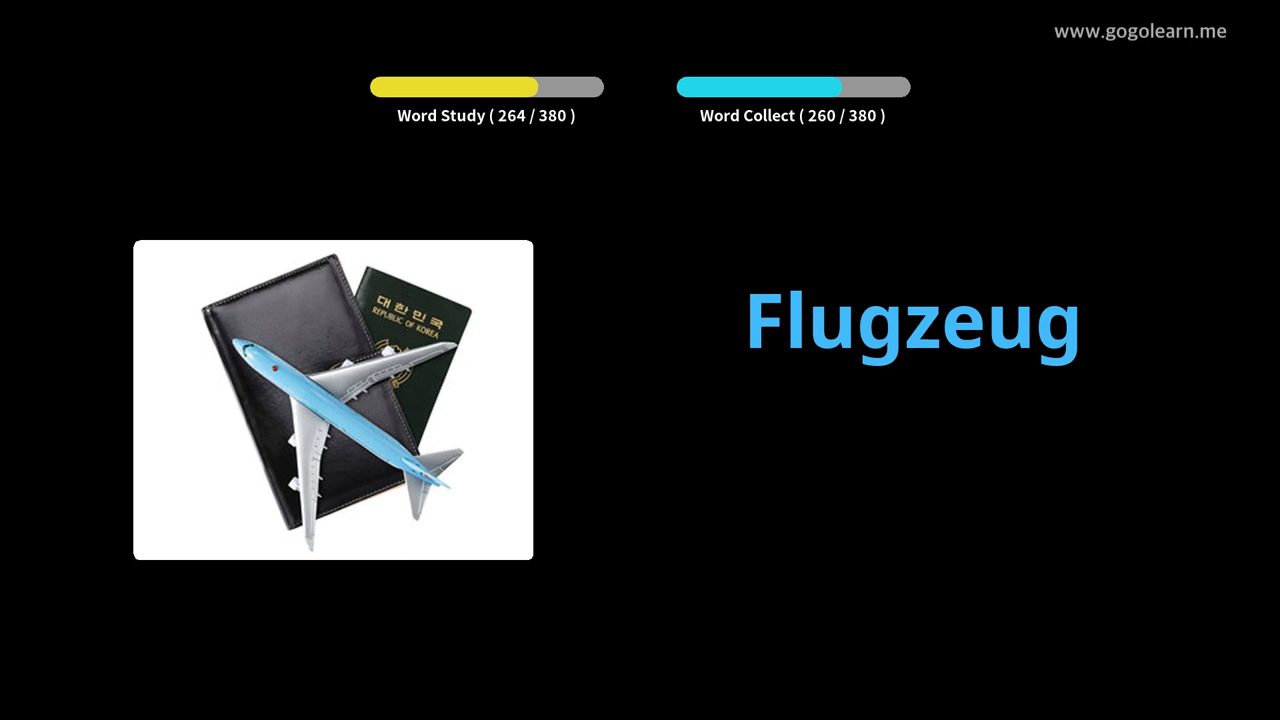 www.gogolearn.me
Word Study ( 264 / 380 )
Word Collect ( 260 / 380 )
대한민국
REPUBLIC OF KOREA
Flugzeug